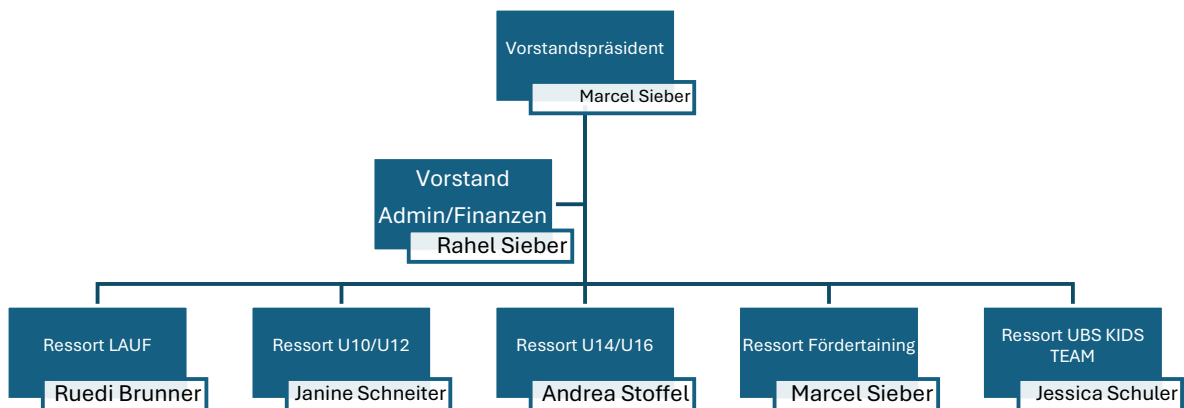 Vorstandspräsident
Marcel Sieber
Vorstand
Admin/Finanzen
Rahel Sieber
Ressort LAUF
Ruedi Brunner
Ressort U10/U12
Janine Schneiter
Ressort U14/U16
Andrea Stoffel
Ressort Fördertaining
Marcel Sieber
Ressort UBS KIDS
TEAM
Jessica Schuler